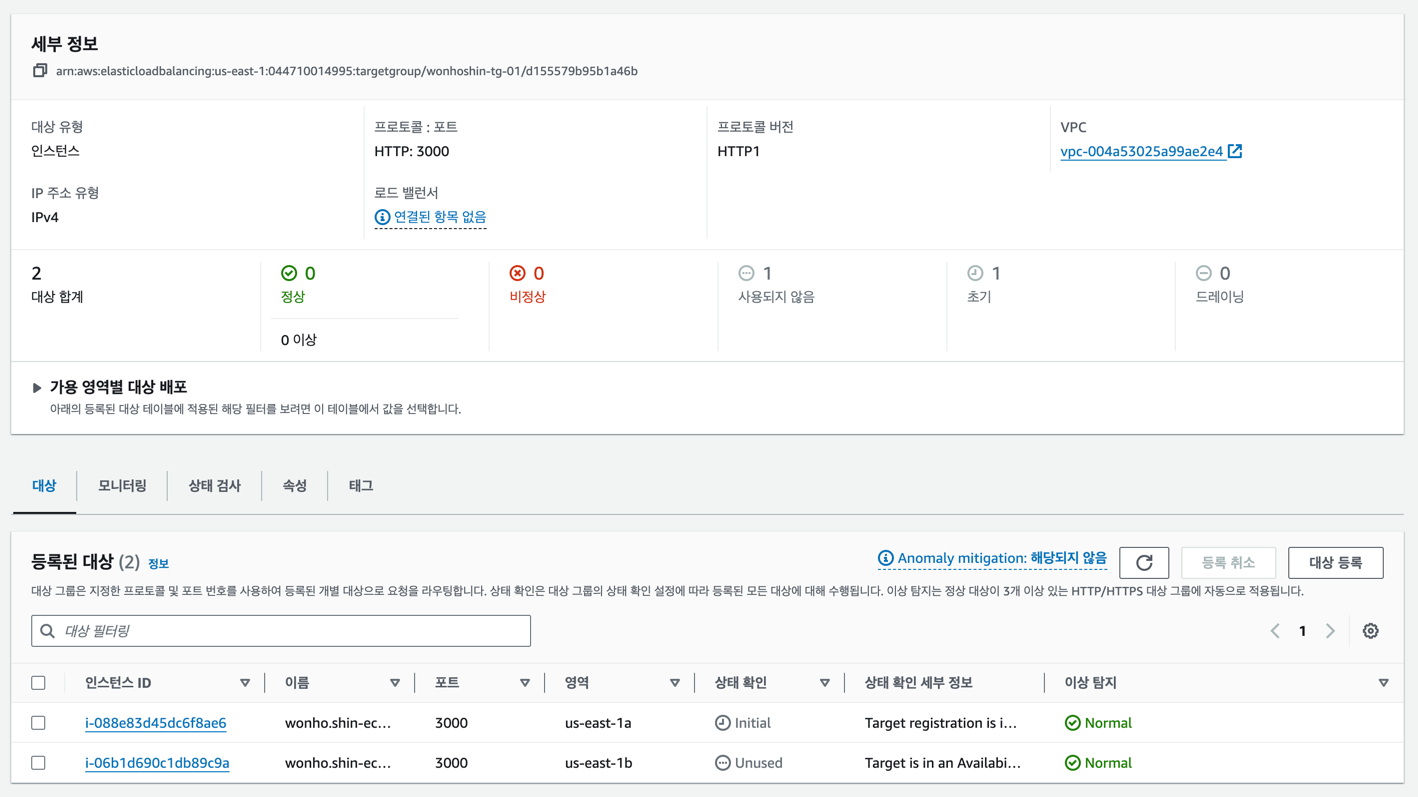 세부 정보
arn:aws:elasticloadbalancing:us-east-1:044710014995:targetgroup/wonhoshin-tg-01/d155579b95b1a46b
대상 유형
인스턴스
프로토콜 : 포트
HTTP: 3000
프로토콜 버전
HTTP1
VPC
vpc-004a53025a99ae2e4
IP 주소 유형
IPv4
로드 밸런서
연결된 항목 없음
2
대상 합계
0
정상
0 이상
0
비정상
1
사용되지 않음
1
초기
0
드레이닝
가용 영역별 대상 배포
아래의 등록된 대상 테이블에 적용된 해당 필터를 보려면 이 테이블에서 값을 선택합니다.
대상 모니터링 상태 검사 속성 태그
등록된 대상 (2) 정보
Anomaly mitigation: 해당되지 않음
등록 취소
대상 등록
대상 그룹은 지정한 프로토콜 및 포트 번호를 사용하여 등록된 개별 대상으로 요청을 라우팅합니다. 상태 확인은 대상 그룹의 상태 확인 설정에 따라 등록된 모든 대상에 대해 수행됩니다. 이상 탐지는 정상 대상이 3개 이상 있는 HTTP/HTTPS 대상 그룹에 자동으로 적용됩니다.
대상 필터링
1
인스턴스 ID 이름 포트 영역 상태 확인 상태 확인 세부 정보 이상 탐지
i-088e83d45dc6f8ae6 wonho.shin-ec... 3000 us-east-1a Initial Target registration is i... Normal
i-06b1d690c1db89c9a wonho.shin-ec... 3000 us-east-1b Unused Target is in an Availabi... Normal